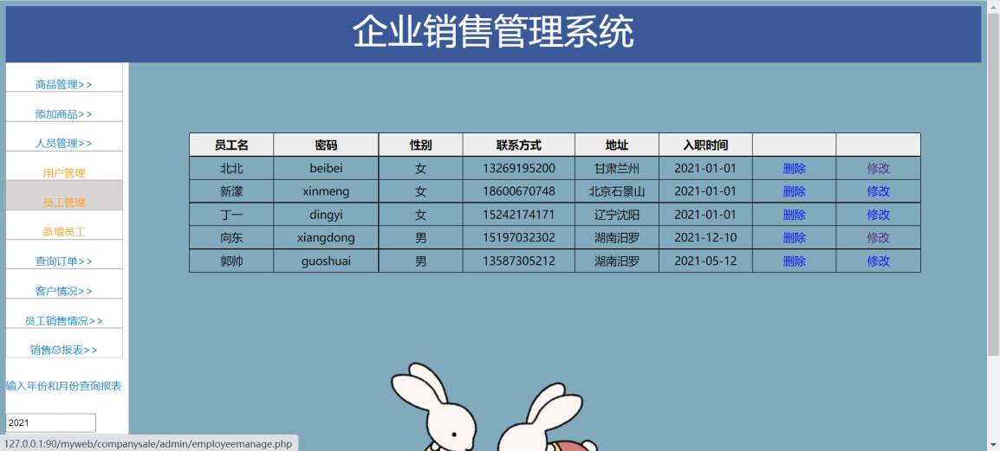 企业销售管理系统
商品管理>>
添加商品>>
人员管理>>
用户管理
员工管理
新增员工
查询订单>>
客户情况>>
员工销售情况>>
销售总报表>>
输入年份和月份查询报表
2021
员工名 密码 性别 联系方式 地址 入职时间
北北 beibei 女 13269195200 甘肃兰州 2021-01-01 删除 修改
新濛 xinmeng 女 18600670748 北京石景山 2021-01-01 删除 修改
丁一 dingyi 女 15242174171 辽宁沈阳 2021-01-01 删除 修改
向东 xiangdong 男 15197032302 湖南汨罗 2021-12-10 删除 修改
郭帅 guoshuai 男 13587305212 湖南汨罗 2021-05-12 删除 修改
127.0.0.1:90/myweb/companysale/admin/employeemanage.php